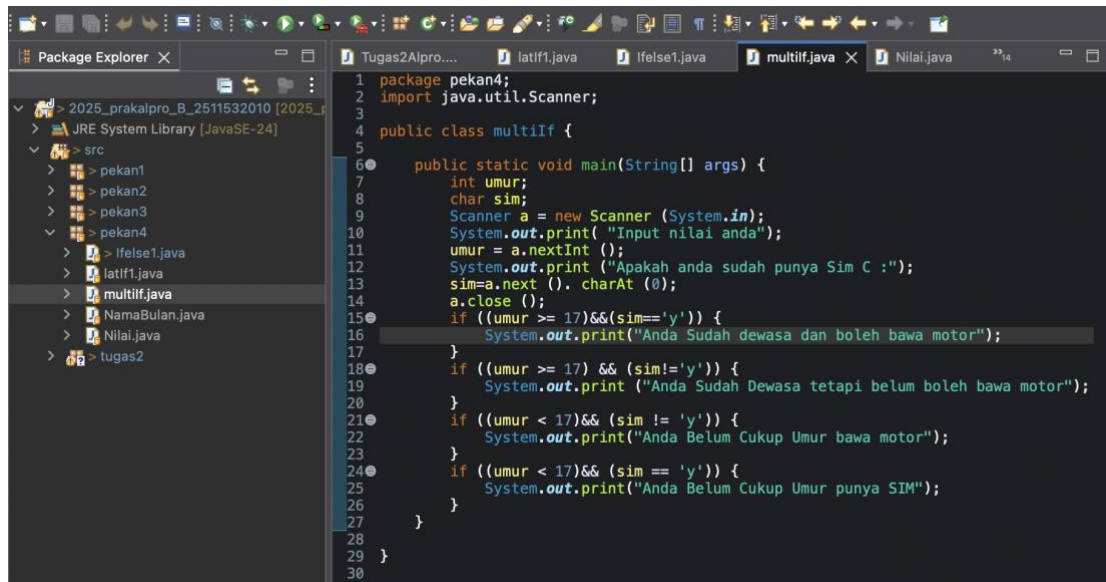 Package Explorer
> 2025_prakalpro_B_2511532010 [2025_p
JRE System Library [JavaSE-24]
> src
> pekan1
> pekan2
> pekan3
> pekan4
> Ifelse1.java
latIf1.java
multiIf.java
NamaBulan.java
Nilai.java
> tugas2
Tugas2Alpro.... latIf1.java Ifelse1.java multiIf.java Nilai.java 14
1 package pekan4;
2 import java.util.Scanner;
3
4 public class multiIf {
5
6 public static void main(String[] args) {
7 int umur;
8 char sim;
9 Scanner a = new Scanner (System.in);
10 System.out.print( "Input nilai anda");
11 umur = a.nextInt ();
12 System.out.print ("Apakah anda sudah punya Sim C :");
13 sim=a.next (). charAt (0);
14 a.close ();
15 if ((umur >= 17)&&(sim=='y')) {
16 System.out.print("Anda Sudah dewasa dan boleh bawa motor");
17 }
18 if ((umur >= 17) && (sim!='y')) {
19 System.out.print ("Anda Sudah Dewasa tetapi belum boleh bawa motor");
20 }
21 if ((umur < 17)&& (sim != 'y')) {
22 System.out.print("Anda Belum Cukup Umur bawa motor");
23 }
24 if ((umur < 17)&& (sim == 'y')) {
25 System.out.print("Anda Belum Cukup Umur punya SIM");
26 }
27 }
28
29 }
30